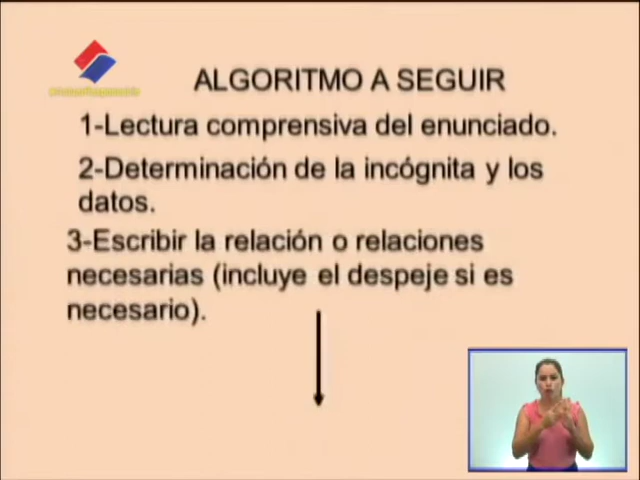 ALGORITMO A SEGUIR
1-Lectura comprensiva del enunciado.
2-Determinación de la incógnita y los
datos.
3-Escribir la relación o relaciones
necesarias (incluye el despeje si es
necesario).